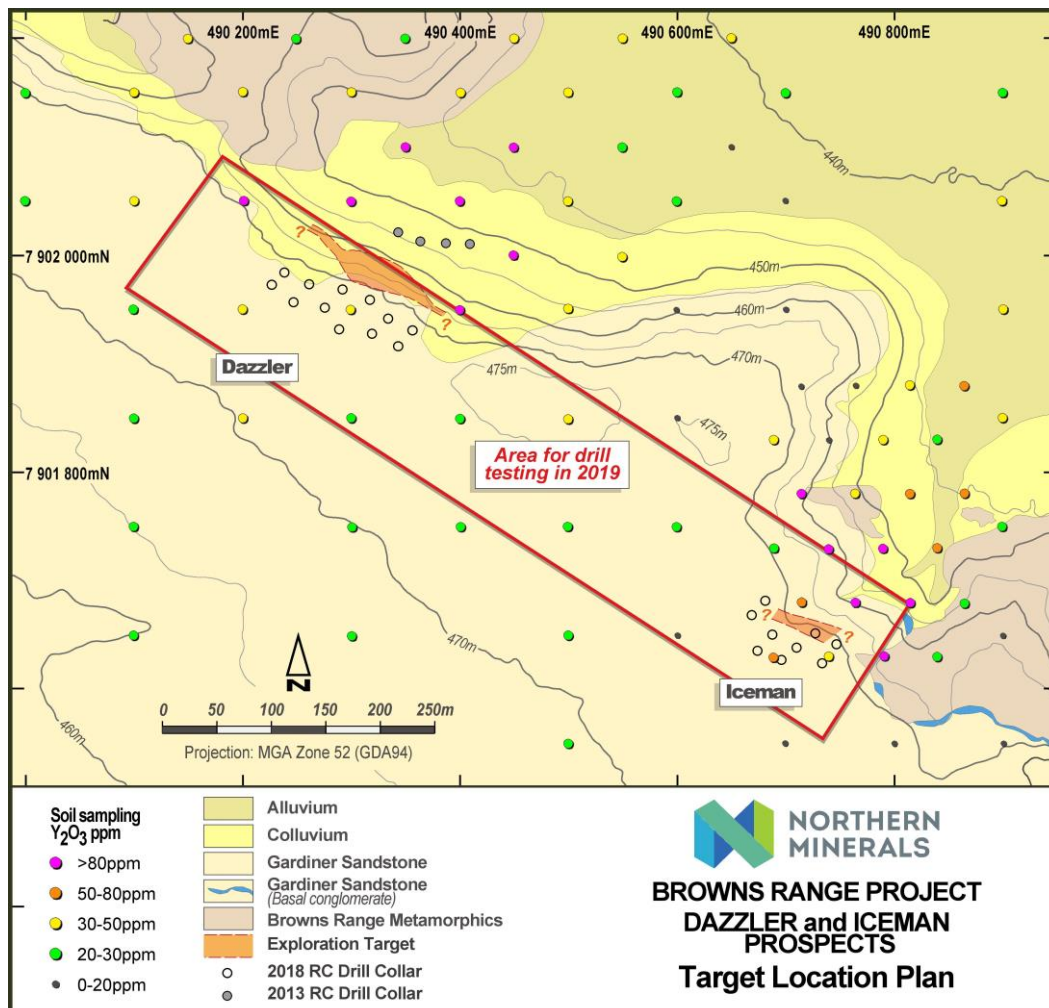 490 200mE
490 400mE
490 600mE
490 800mE
440m
?
7 902 000mN
450m
460m
?
470m
Dazzler
475m
475m
Area for drill
testing in 2019
7 901 800mN
?
?
470m
N
Iceman
460m
0 50 100 150 200 250m
Projection: MGA Zone 52 (GDA94)
Soil sampling
Y2O3 ppm
>80ppm
50-80ppm
30-50ppm
20-30ppm
0-20ppm
Alluvium
Colluvium
Gardiner Sandstone
Gardiner Sandstone
(Basal conglomerate)
Browns Range Metamorphics
Exploration Target
2018 RC Drill Collar
2013 RC Drill Collar
NORTHERN
MINERALS
BROWNS RANGE PROJECT
DAZZLER and ICEMAN
PROSPECTS
Target Location Plan